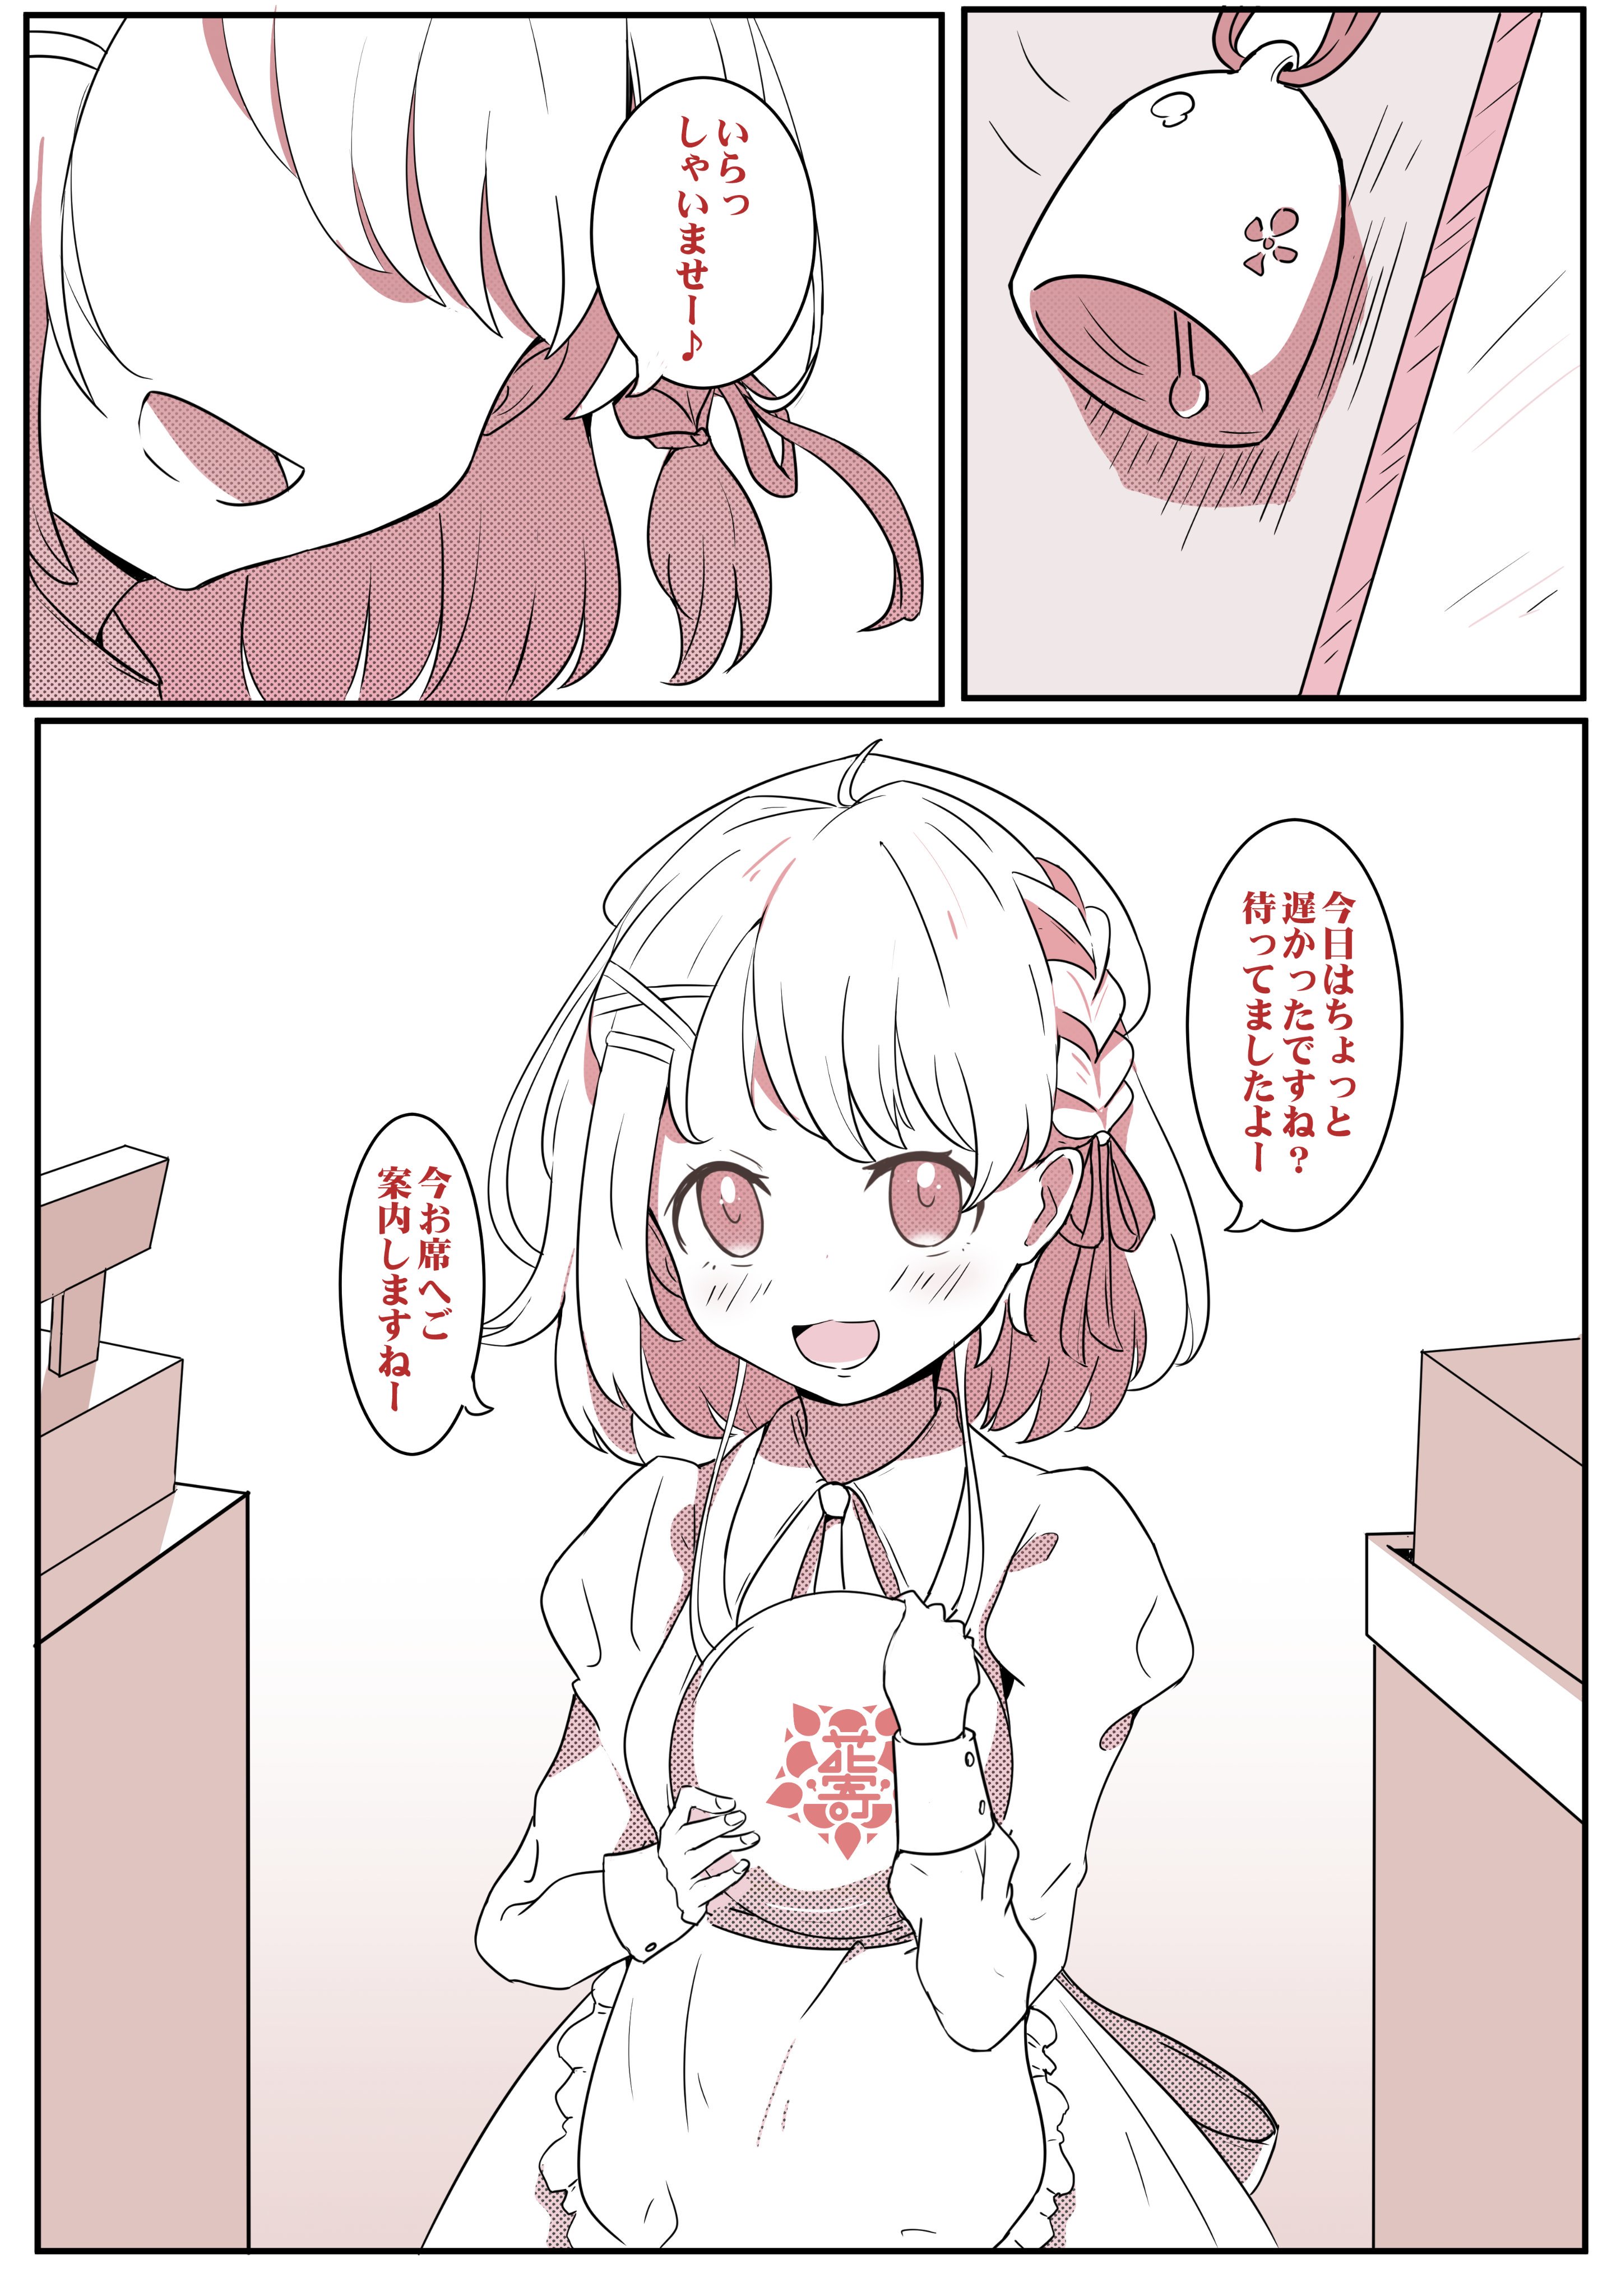 いらっ
しゃいませー♪
今日はちょっと
遅かったですね?
待ってましたよー
今お席へご
案内しますねー
花寄